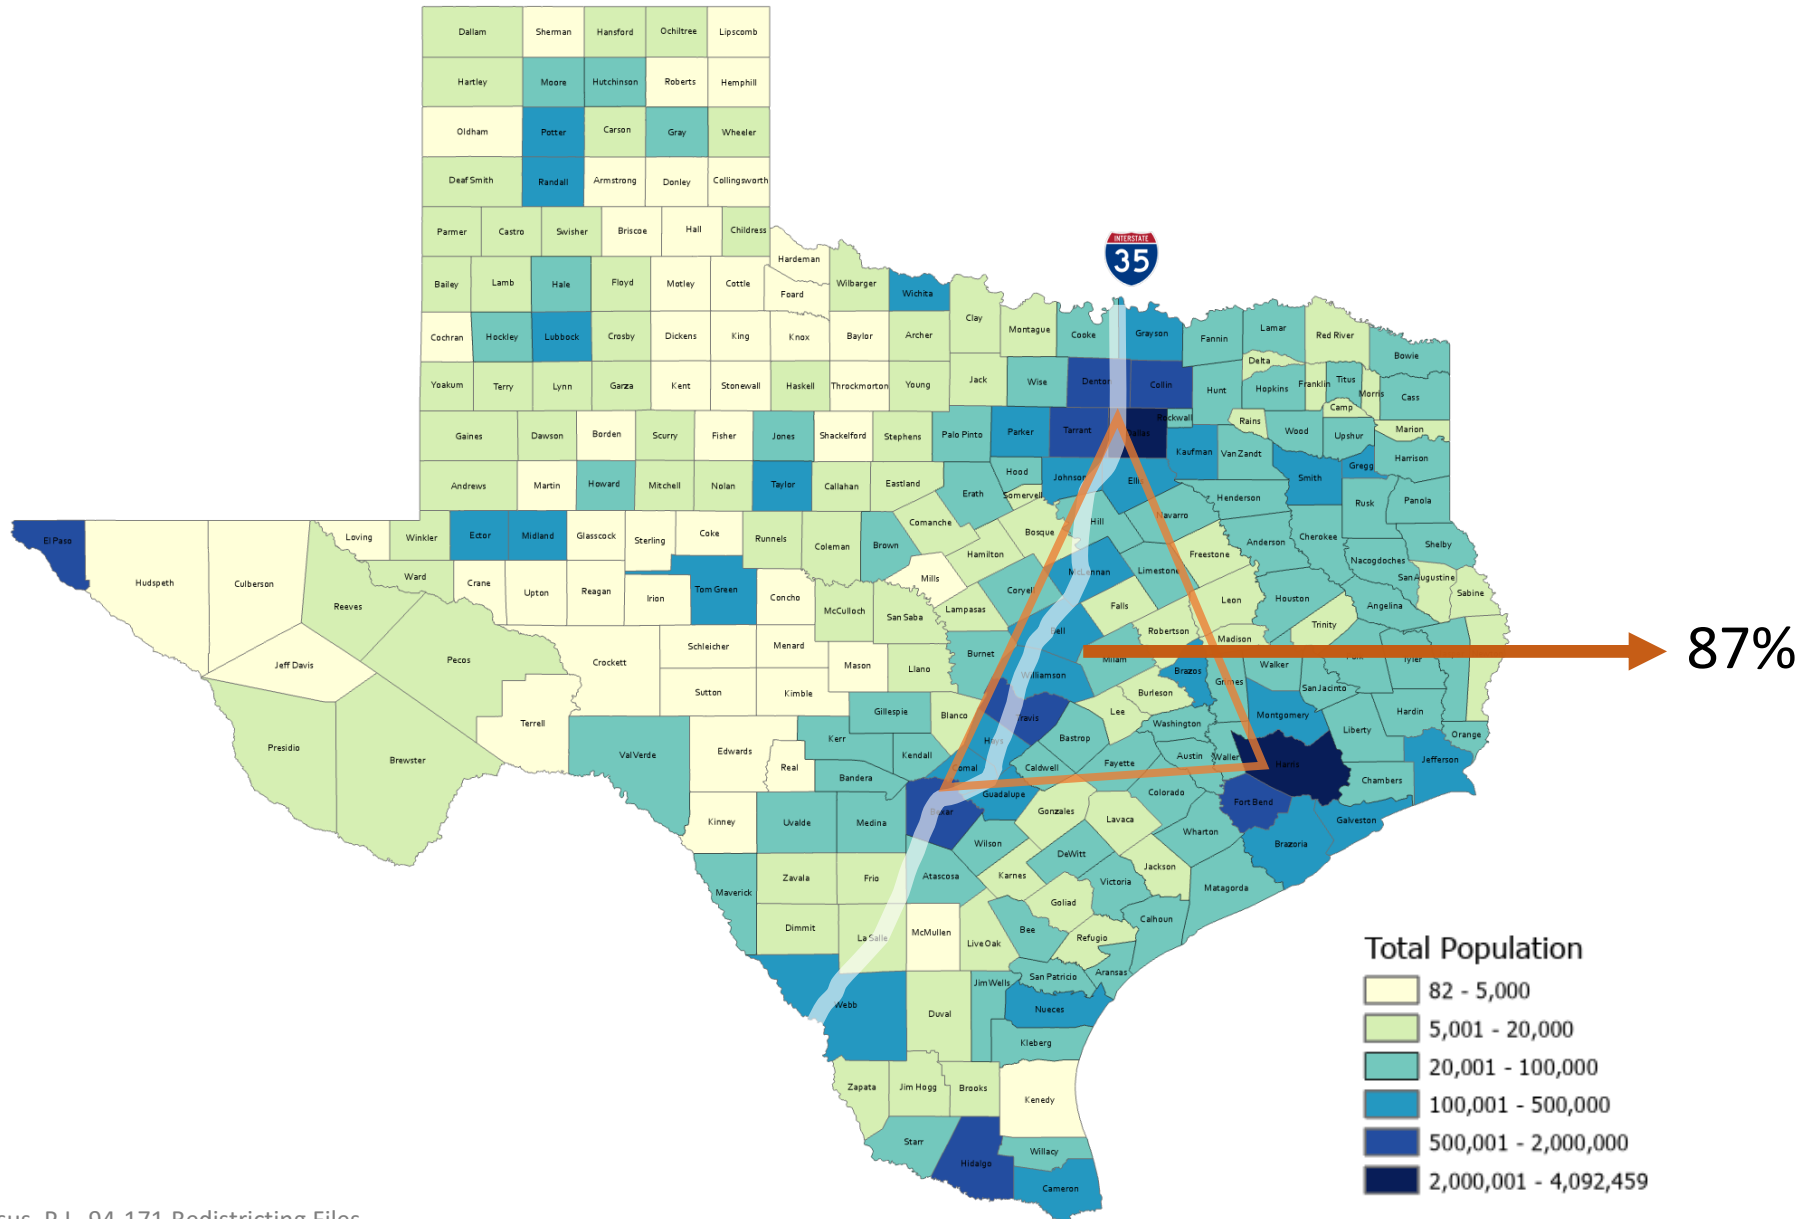 Dallam Sherman Hansford Ochiltree Lipscomb
Hartley Moore Hutchinson Roberts Hemphill
Oldham Potter Carson Gray Wheeler
Deaf Smith Randall Armstrong Donley Collingsworth
Parmer Castro Swisher Briscoe Hall Childress
Hardeman
Bailey Lamb Hale Floyd Motley Cottle Foard Wilbarger Wichita
INTERSTATE
35
Cochran Hockley Lubbock Crosby Dickens King Knox Baylor Archer Clay Montague Cooke Grayson Fannin Lamar Red River Bowie
Delta
Yoakum Terry Lynn Garza Kent Stonewall Haskell Throckmorton Young Jack Wise Denton Collin Hunt Hopkins Franklin Titus Morris Cass
Camp
Gaines Dawson Borden Scurry Fisher Jones Shackelford Stephens Palo Pinto Parker Tarrant Dallas Rockwall Rains Wood Upshur Marion
Kaufman Van Zandt Harrison
Andrews Martin Howard Mitchell Nolan Taylor Callahan Eastland Erath Hood Johnson Ellis Smith Gregg
Somervell Henderson Rusk Panola
El Paso Hudspeth Culberson Loving Winkler Ector Midland Glasscock Sterling Coke Runnels Coleman Brown Comanche Bosque Hill Navarro
Hamilton Freestone Anderson Cherokee Nacogdoches Shelby
Reeves Ward Crane Upton Reagan Irion Tom Green Concho McCulloch San Saba Mills Lampasas Coryell McLennan Limestone
Falls Leon Houston Angelina San Augustine Sabine
Jeff Davis Pecos Crockett Schleicher Menard Mason Llano Burnet Bell Robertson Madison Trinity
87%
Sutton Kimble Williamson Milam Brazos Grimes Walker Polk Tyler
San Jacinto
Presidio Brewster Terrell Val Verde Edwards Gillespie Blanco Travis Lee Burleson Washington Montgomery Hardin
Kerr Kendall Hays Bastrop Austin Waller Liberty Orange
Real Bandera Comal Caldwell Fayette Harris Chambers Jefferson
Kinney Uvalde Medina Bexar Guadalupe Gonzales Lavaca Colorado Fort Bend Galveston
Wilson Wharton Brazoria
Maverick Zavala Frio Atascosa Karnes DeWitt Jackson Matagorda
Victoria
Dimmit La Salle McMullen Live Oak Bee Goliad Refugio Calhoun
Webb Duval Jim Wells San Patricio Aransas
Nueces
Kleberg
Zapata Jim Hogg Brooks Kenedy
Starr Hidalgo Willacy
Cameron
Total Population
82 - 5,000
5,001 - 20,000
20,001 - 100,000
100,001 - 500,000
500,001 - 2,000,000
2,000,001 - 4,092,459